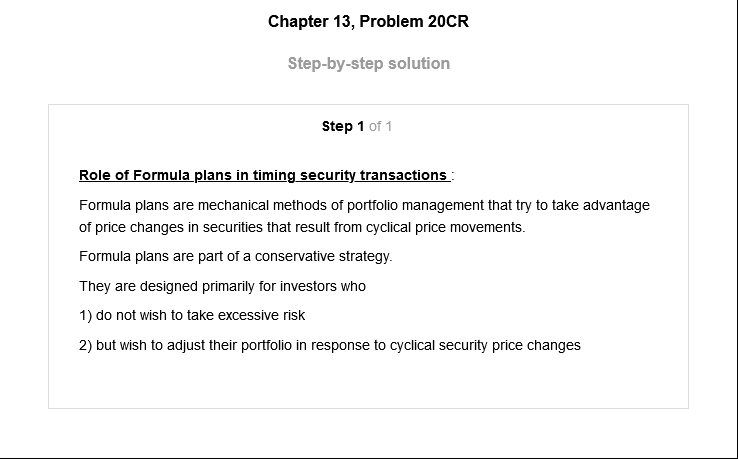 Chapter 13, Problem 20CR
Step-by-step solution
Step 1 of 1
Role of Formula plans in timing security transactions :
Formula plans are mechanical methods of portfolio management that try to take advantage
of price changes in securities that result from cyclical price movements.
Formula plans are part of a conservative strategy.
They are designed primarily for investors who
1) do not wish to take excessive risk
2) but wish to adjust their portfolio in response to cyclical security price changes